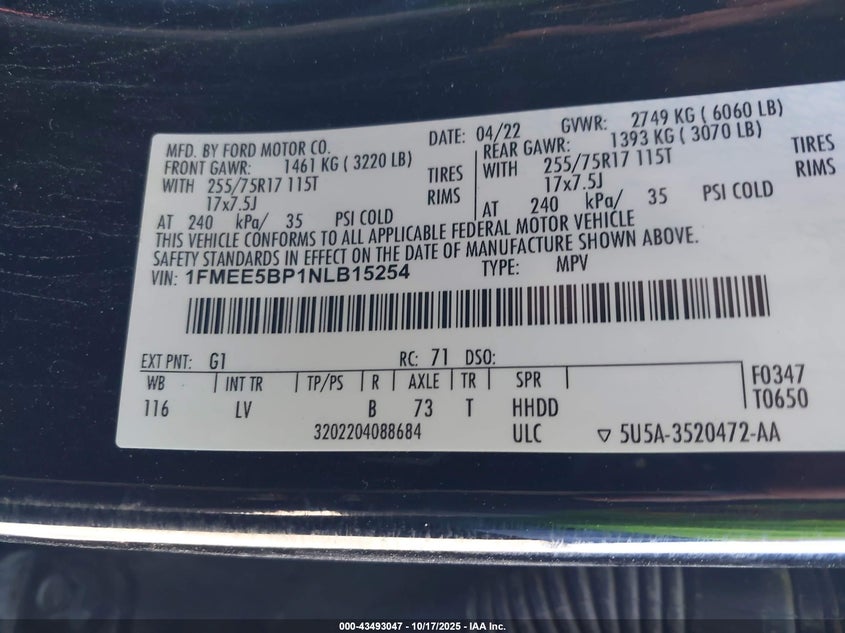 MFD. BY FORD MOTOR CO. DATE: 04/22 GVWR: 2749 KG ( 6060 LB)
FRONT GAWR: 1461 KG ( 3220 LB) REAR GAWR: 1393 KG ( 3070 LB)
WITH 255/75R17 115T TIRES WITH 255/75R17 115T TIRES
17x7.5J RIMS 17x7.5J RIMS
AT 240 kPa/ 35 PSI COLD AT 240 kPa/ 35 PSI COLD
THIS VEHICLE CONFORMS TO ALL APPLICABLE FEDERAL MOTOR VEHICLE
SAFETY STANDARDS IN EFFECT ON THE DATE OF MANUFACTURE SHOWN ABOVE.
VIN: 1FMEE5BP1NLB15254 TYPE: MPV
EXT PNT: G1 RC: 71 DSO:
WB INT TR TP/PS R AXLE TR SPR F0347
116 LV B 73 T HHDD T0650
3202204088684 ULC ▽ 5U5A-3520472-AA
000-43493047 - 10/17/2025 - IAA Inc.